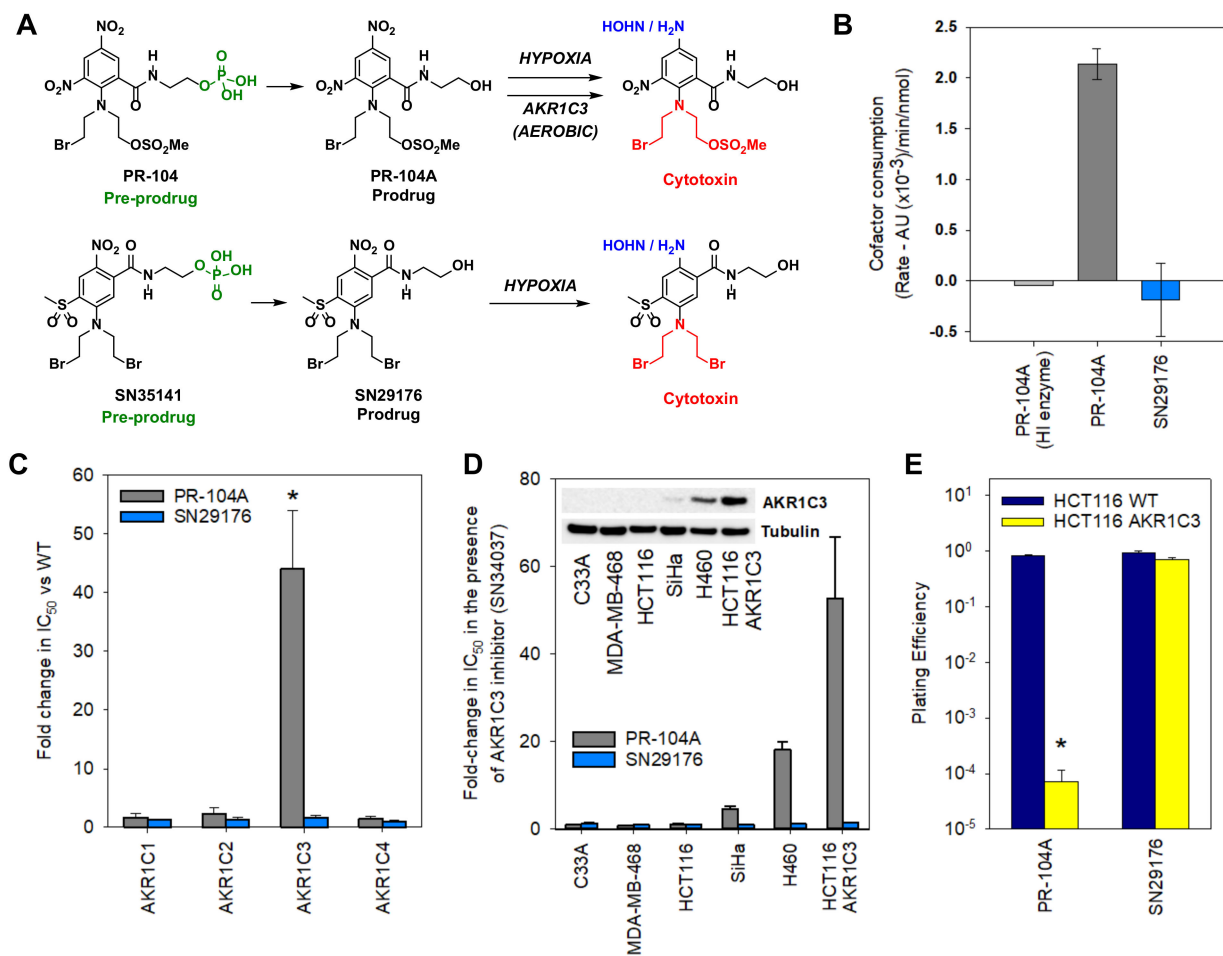 A
NO₂
O₂N
N
H
O
O
P
O
OH
OH
N
Br
OSO₂Me
PR-104
Pre-prodrug
NO₂
NO₂
O
N
H
OH
N
Br
OSO₂Me
PR-104A
Prodrug
HYPOXIA
AKR1C3
(AEROBIC)
HOHN / H₂N
NO₂
O
N
H
OH
N
Br
OSO₂Me
Cytotoxin
NO₂
O
N
H
O
P
OH
OH
O
S
O O
N
Br Br
SN35141
Pre-prodrug
NO₂
O
N
H
OH
S
O O
N
Br Br
SN29176
Prodrug
HYPOXIA
HOHN / H₂N
O
N
H
OH
S
O O
N
Br Br
Cytotoxin
B
Cofactor consumption
(Rate - AU (x10⁻³)/min/nmol)
2.5
2.0
1.5
1.0
0.5
0.0
-0.5
PR-104A
(HI enzyme)
PR-104A
SN29176
C
Fold change in IC₅₀ vs WT
60
50
40
30
20
10
0
PR-104A
SN29176
*
AKR1C1
AKR1C2
AKR1C3
AKR1C4
D
Fold-change in IC₅₀ in the presence
of AKR1C3 inhibitor (SN34037)
80
60
40
20
0
AKR1C3
Tubulin
C33A
MDA-MB-468
HCT116
SiHa
H460
HCT116
AKR1C3
PR-104A
SN29176
C33A
MDA-MB-468
HCT116
SiHa
H460
HCT116
AKR1C3
E
Plating Efficiency
10¹
10⁰
10⁻¹
10⁻²
10⁻³
10⁻⁴
10⁻⁵
HCT116 WT
HCT116 AKR1C3
*
PR-104A
SN29176